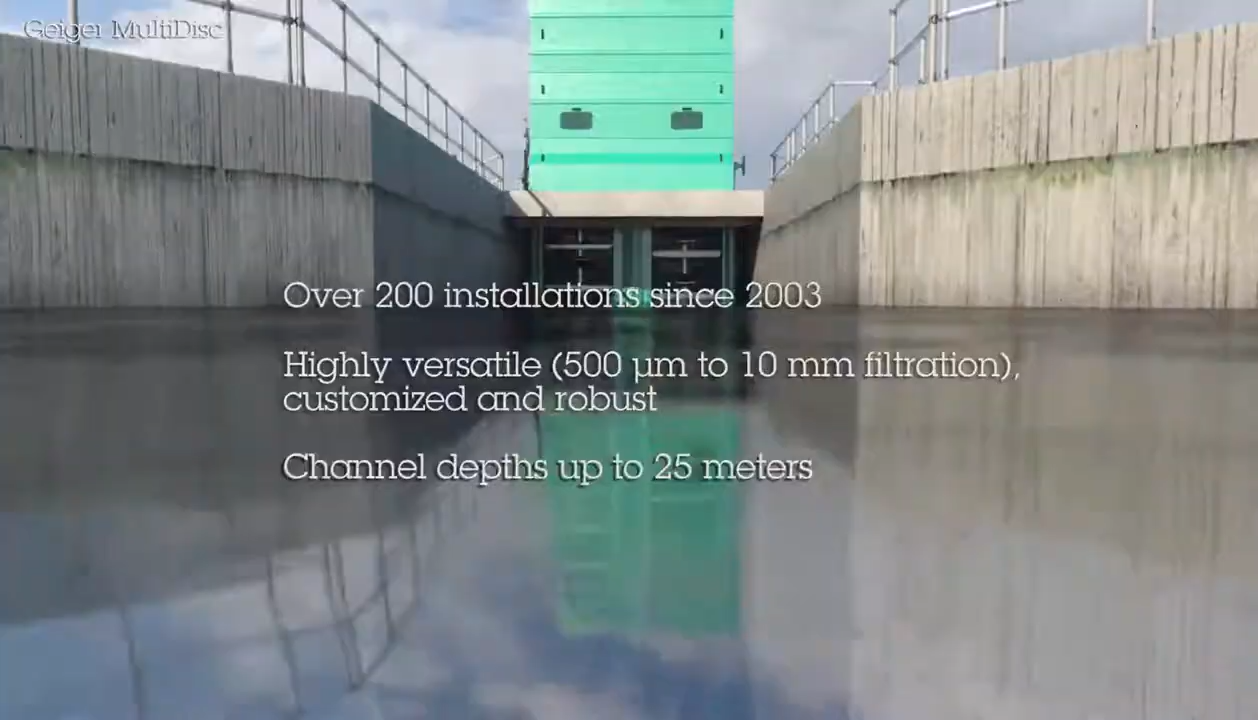 Geiger MultiDisc
Over 200 installations since 2003
Highly versatile (500 µm to 10 mm filtration),
customized and robust
Channel depths up to 25 meters